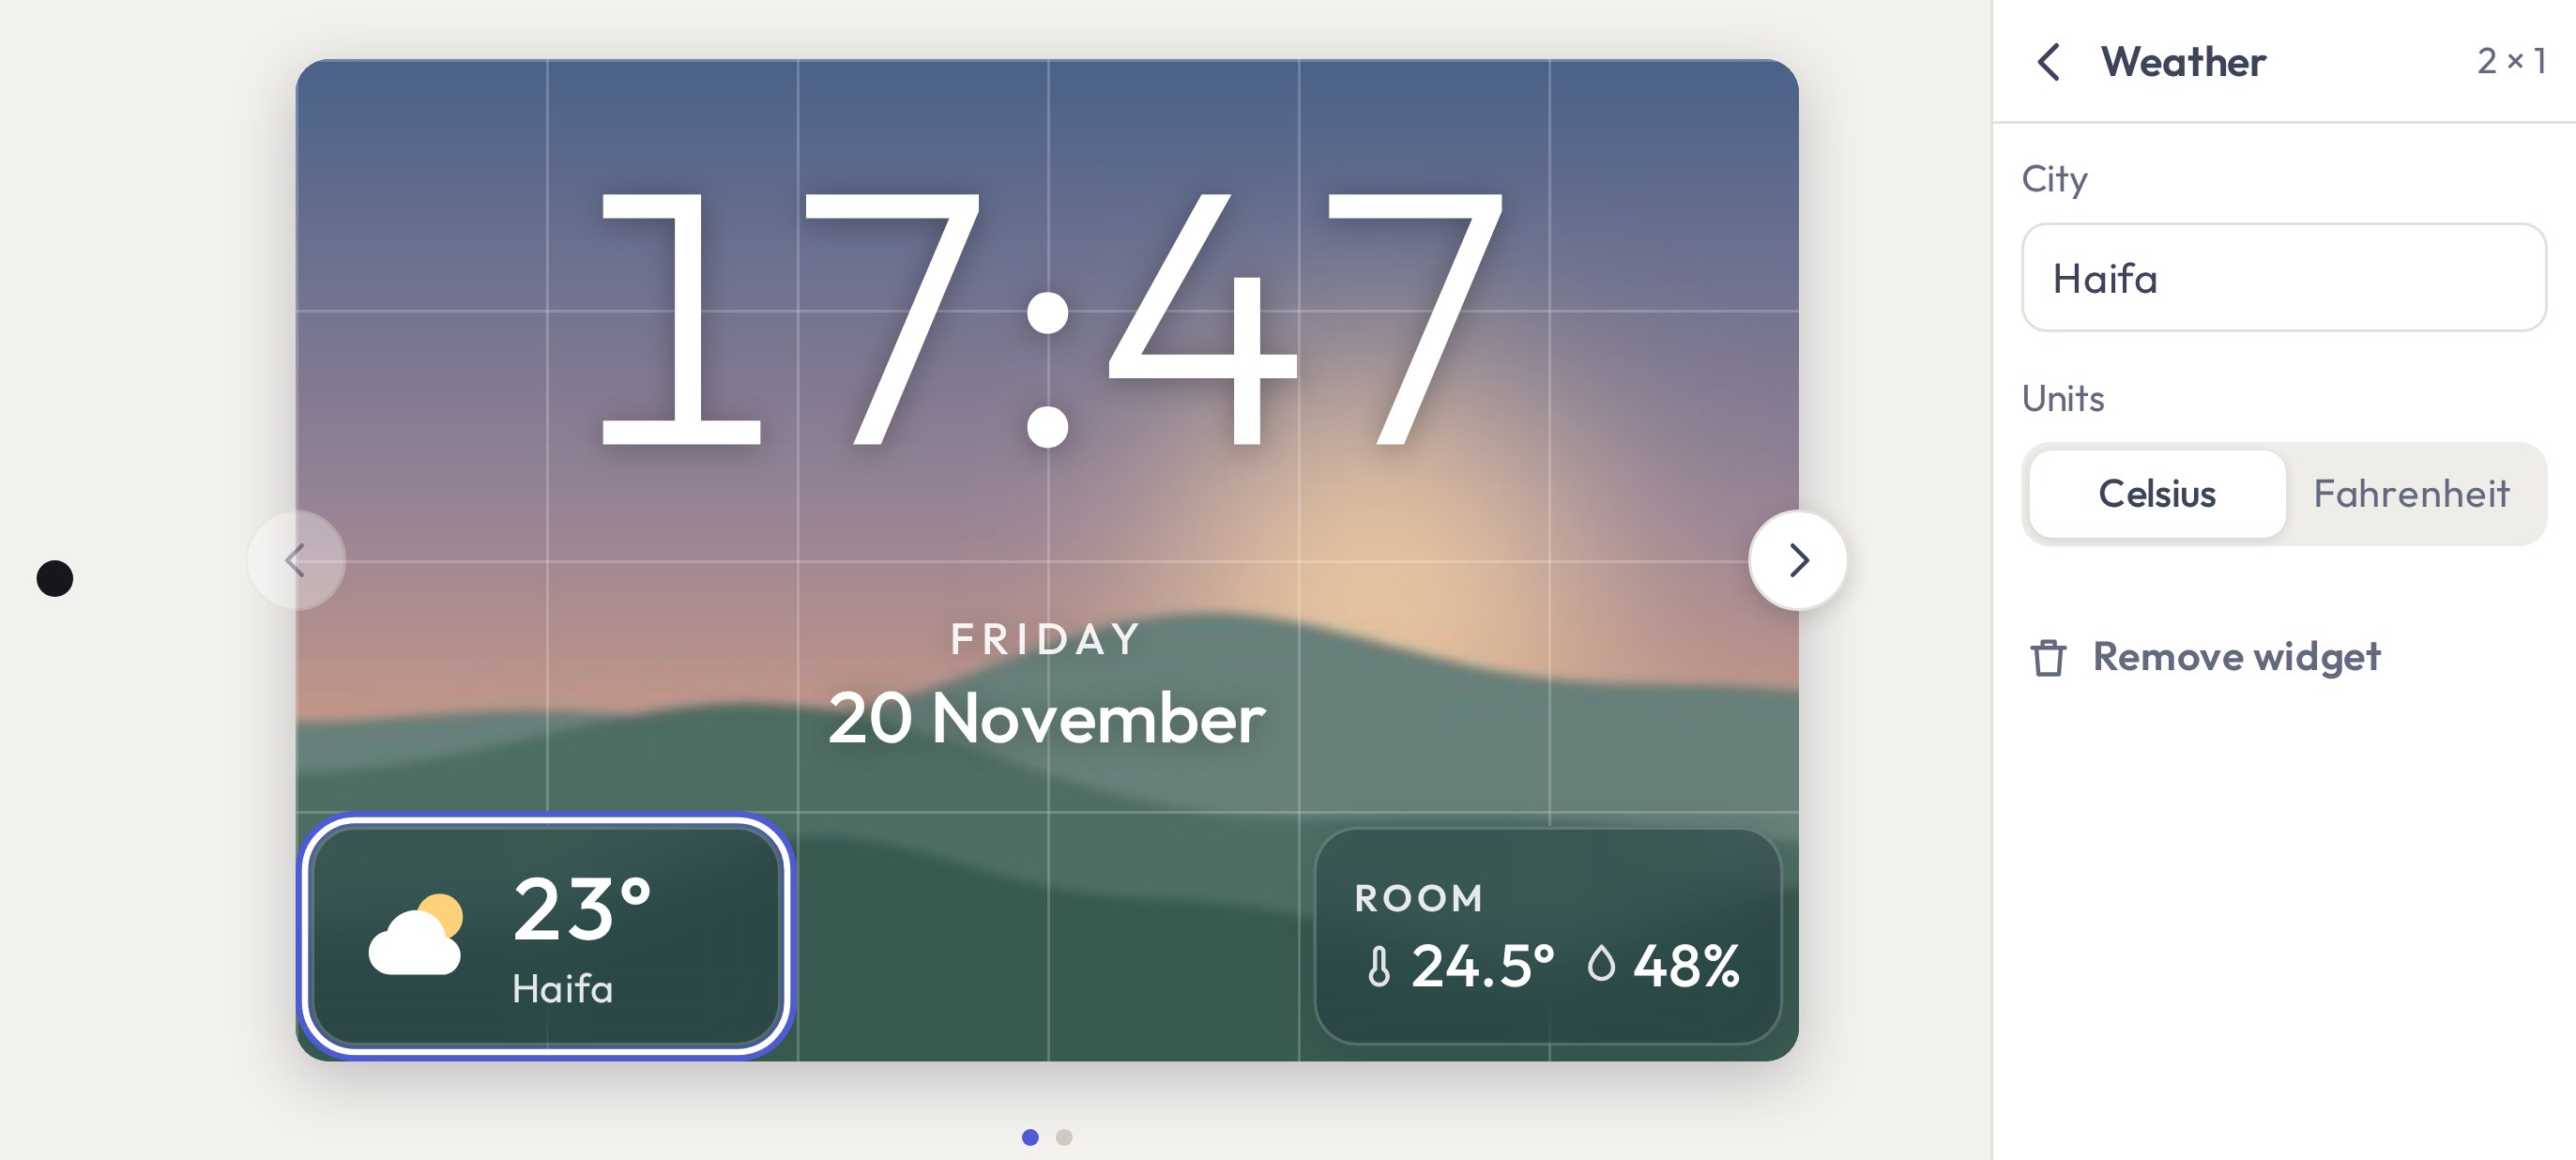 17:47
FRIDAY
20 November
23°
Haifa
ROOM
24.5° 48%
Weather 2 × 1
City
Haifa
Units
Celsius Fahrenheit
Remove widget